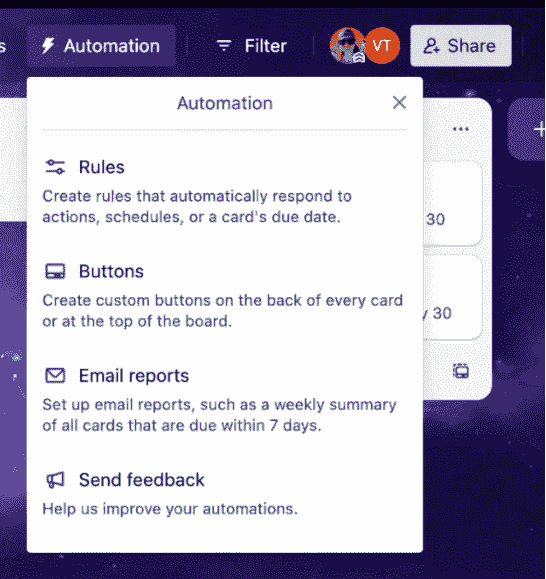 s
Automation
Filter
VT
Share
Automation
Rules
Create rules that automatically respond to
actions, schedules, or a card's due date.
30
Buttons
Create custom buttons on the back of every card
or at the top of the board.
y 30
Email reports
Set up email reports, such as a weekly summary
of all cards that are due within 7 days.
Send feedback
Help us improve your automations.